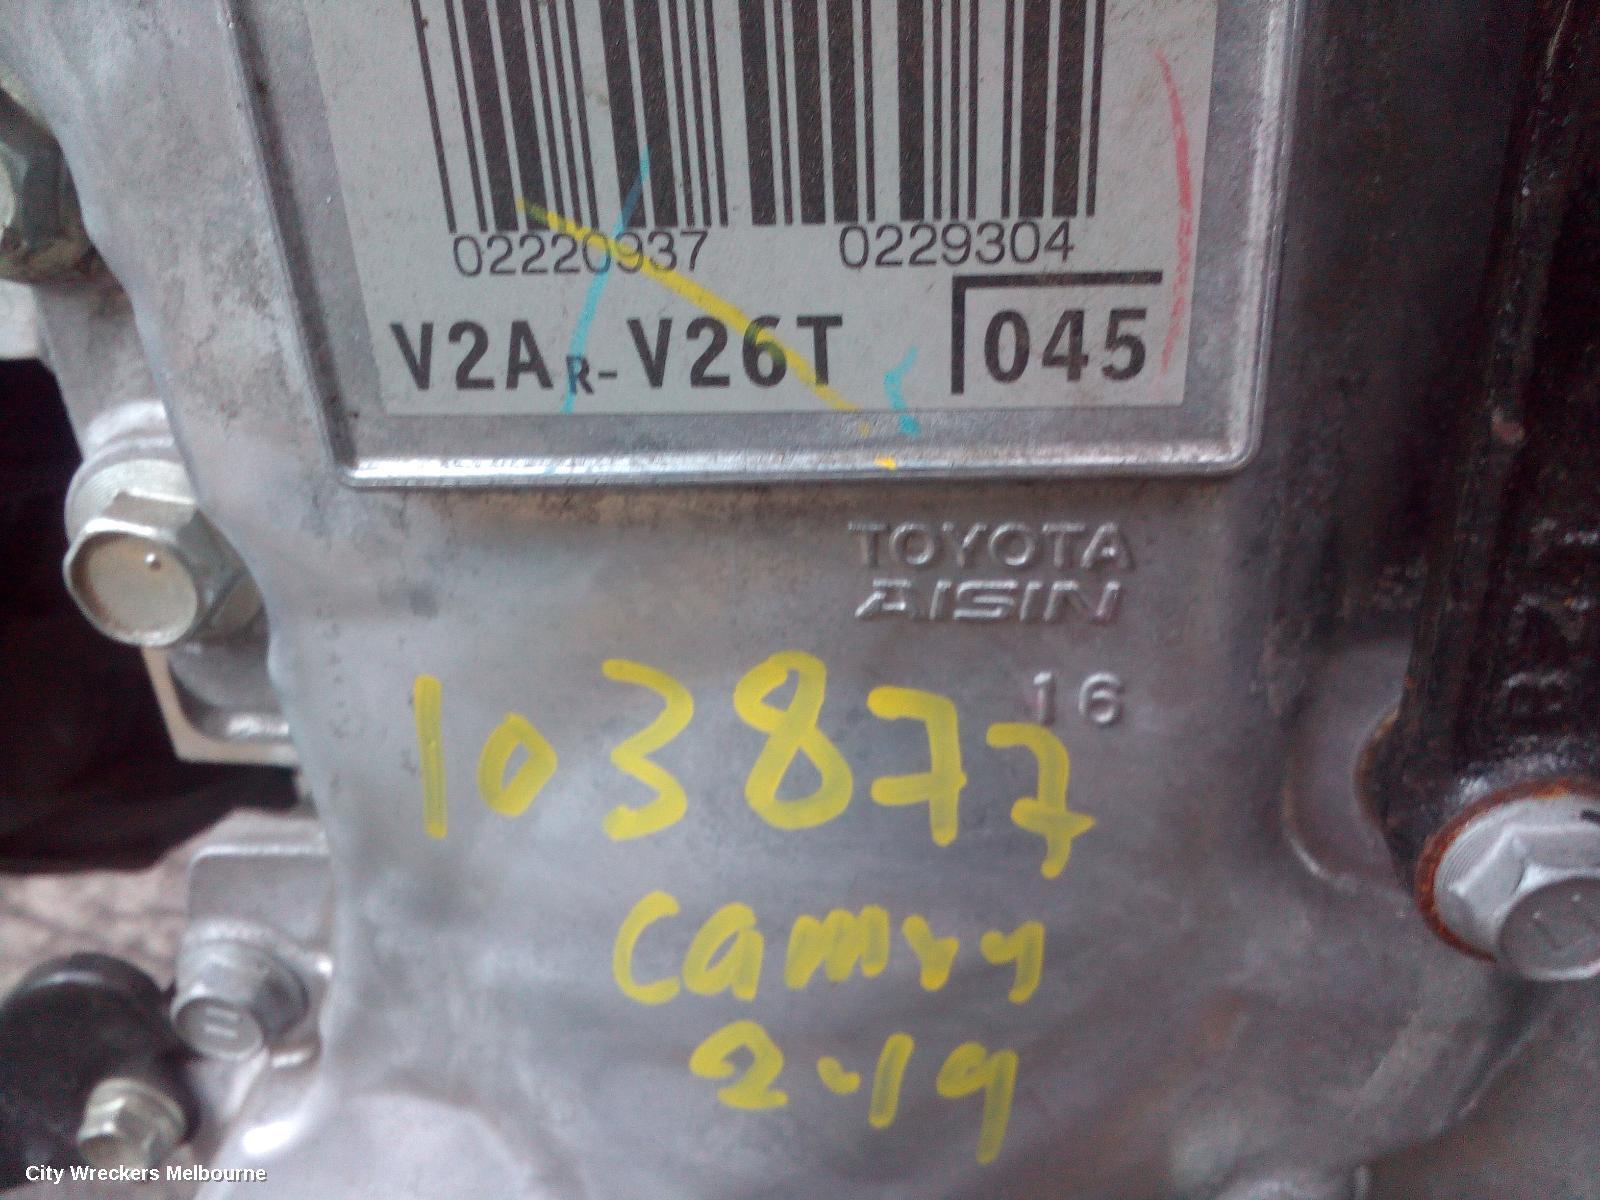 02220937 0229304
V2AR-V26T 045
TOYOTA
AISIN
16
103877
camry
2-19
City Wreckers Melbourne